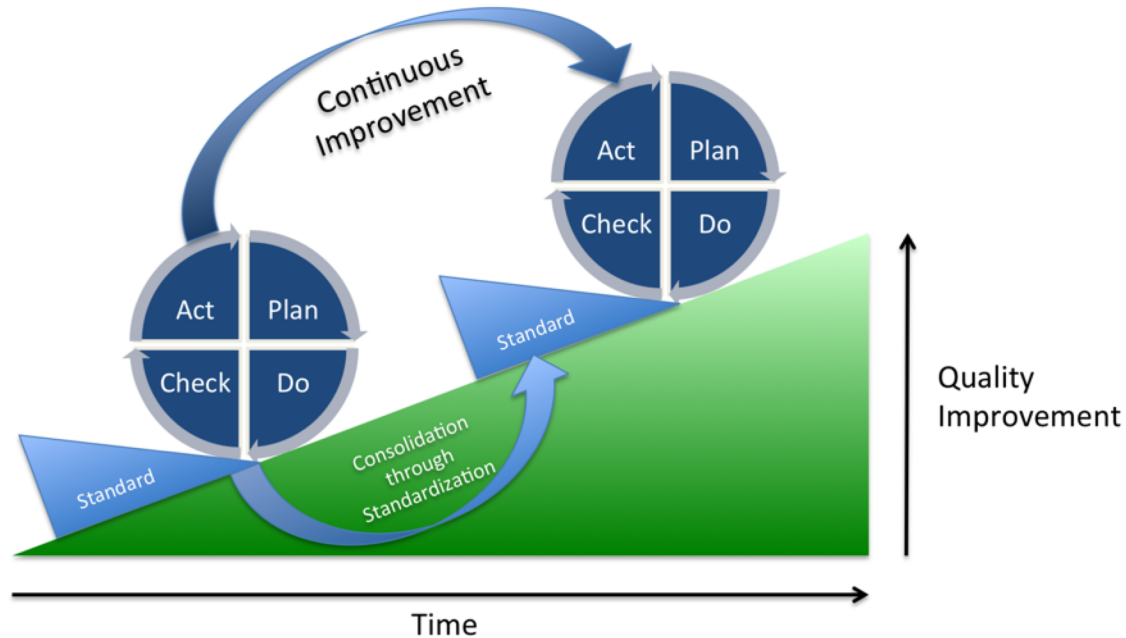 Continuous
Improvement
Act
Plan
Check
Do
Act
Plan
Check
Do
Standard
Standard
Consolidation
through
Standardization
Quality
Improvement
Time